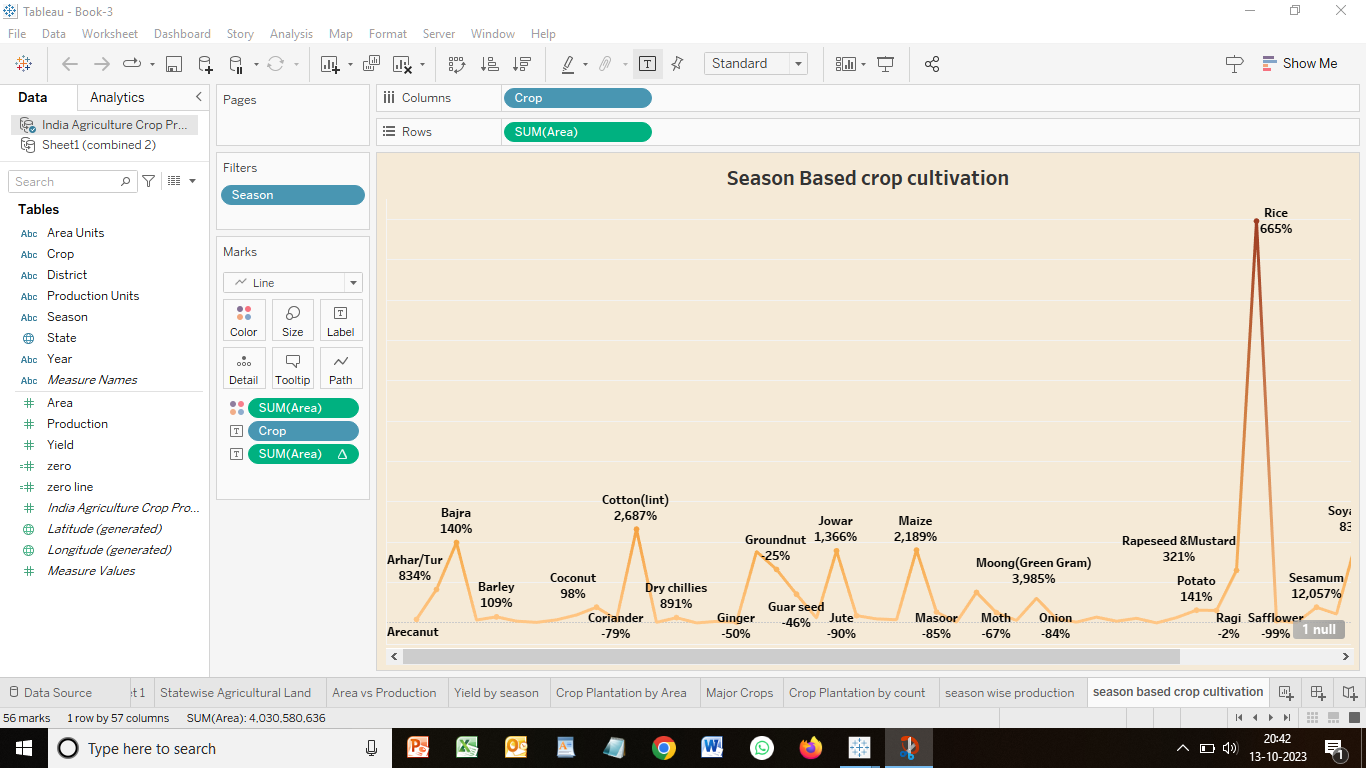 Tableau - Book-3
File Data Worksheet Dashboard Story Analysis Map Format Server Window Help
Standard
Show Me
Data Analytics
India Agriculture Crop Pr...
Sheet1 (combined 2)
Search
Tables
Abc Area Units
Abc Crop
Abc District
Abc Production Units
Abc Season
State
Abc Year
Abc Measure Names
# Area
# Production
# Yield
=# zero
=# zero line
# India Agriculture Crop Pro...
Latitude (generated)
Longitude (generated)
# Measure Values
Pages
Filters
Season
Marks
Line
Color Size Label
Detail Tooltip Path
SUM(Area)
T Crop
T SUM(Area) Δ
Columns Crop
Rows SUM(Area)
Season Based crop cultivation
Rice
665%
Cotton(lint)
2,687%
Bajra
140%
Jowar
1,366%
Maize
2,189%
Soya
83
Groundnut
-25%
Rapeseed &Mustard
321%
Arhar/Tur
834%
Moong(Green Gram)
3,985%
Coconut
98%
Barley
109%
Dry chillies
891%
Potato
141%
Sesamum
12,057%
Guar seed
-46%
Arecanut
Coriander
-79%
Ginger
-50%
Jute
-90%
Masoor
-85%
Moth
-67%
Onion
-84%
Ragi
-2%
Safflower
-99%
1 null
Data Source et 1 Statewise Agricultural Land Area vs Production Yield by season Crop Plantation by Area Major Crops Crop Plantation by count season wise production season based crop cultivation
56 marks 1 row by 57 columns SUM(Area): 4,030,580,636
Type here to search
20:42
13-10-2023
1